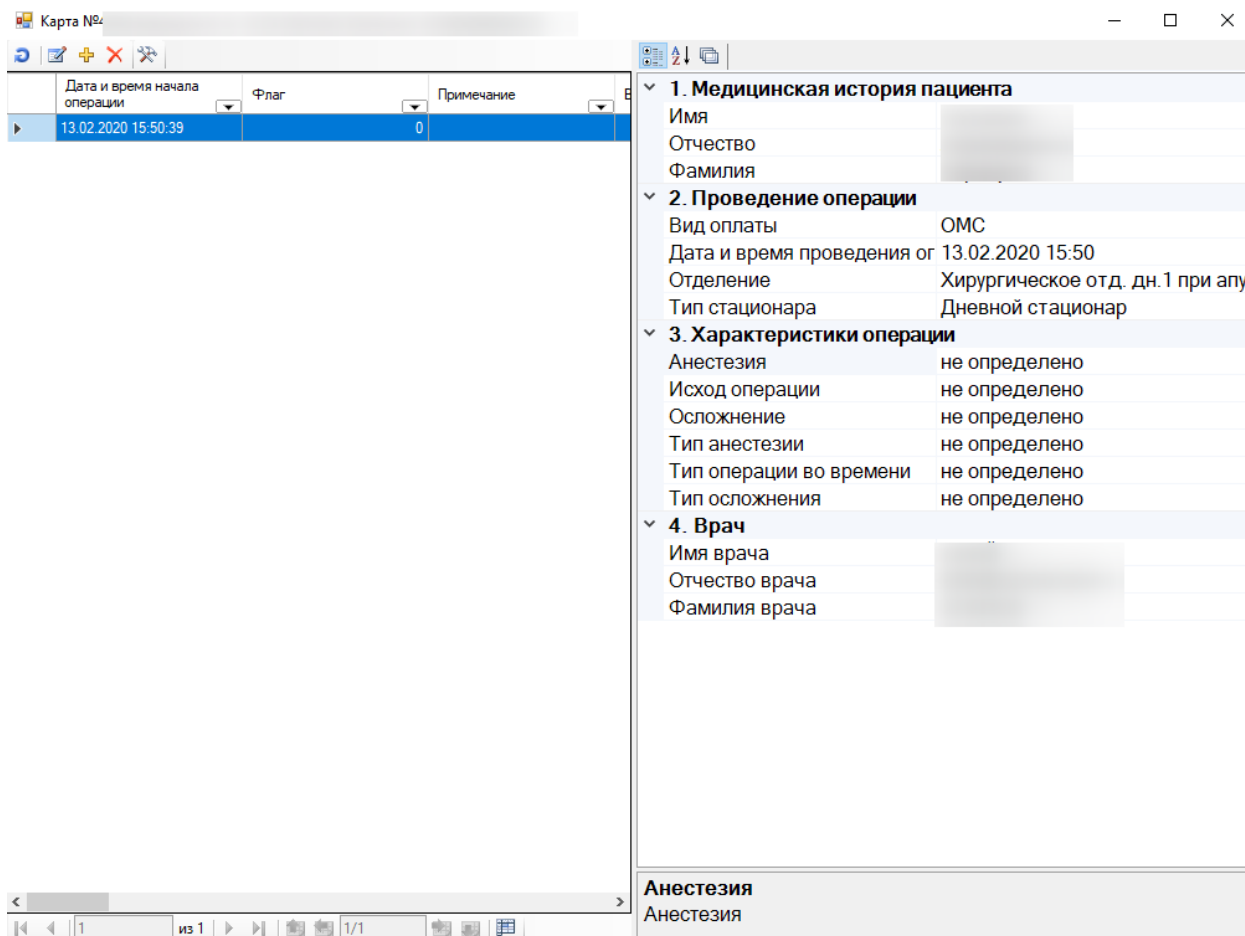 Карта №4
Дата и время начала операции
Флаг
Примечание
13.02.2020 15:50:39
0
1. Медицинская история пациента
Имя
Отчество
Фамилия
2. Проведение операции
Вид оплаты ОМС
Дата и время проведения ог 13.02.2020 15:50
Отделение Хирургическое отд. дн.1 при апу
Тип стационара Дневной стационар
3. Характеристики операции
Анестезия не определено
Исход операции не определено
Осложнение не определено
Тип анестезии не определено
Тип операции во времени не определено
Тип осложнения не определено
4. Врач
Имя врача
Отчество врача
Фамилия врача
Анестезия
Анестезия
1 из 1 1/1